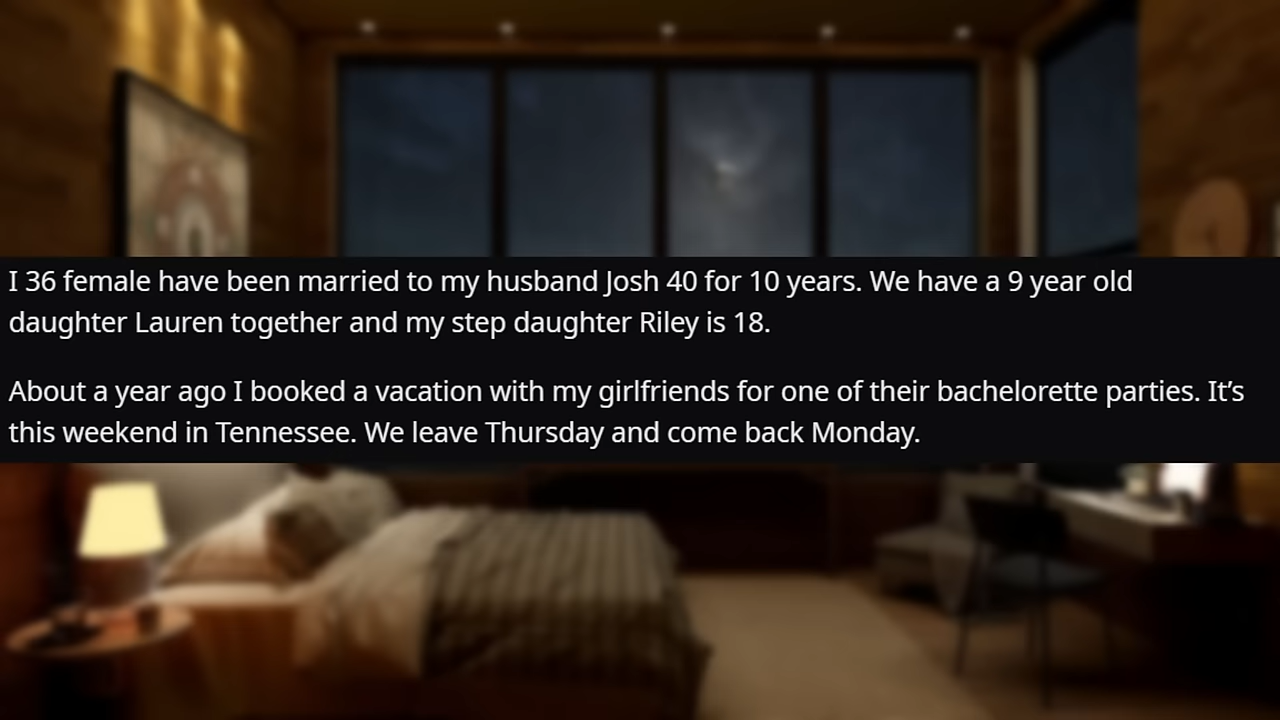 I 36 female have been married to my husband Josh 40 for 10 years. We have a 9 year old
daughter Lauren together and my step daughter Riley is 18.
About a year ago I booked a vacation with my girlfriends for one of their bachelorette parties. It’s
this weekend in Tennessee. We leave Thursday and come back Monday.